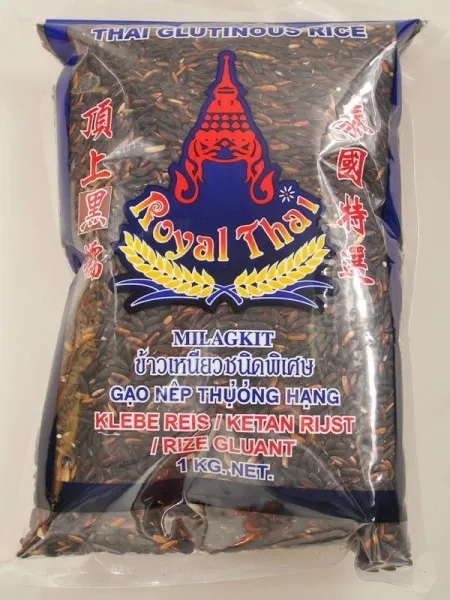 THAI GLUTINOUS RICE
頂上黑糯
國特選
Royal Thai
MILAGKIT
ข้าวเหนียวชนิดพิเศษ
GẠO NẾP THƯỢNG HẠNG
KLEBE REIS / KETAN RIJST
/ RIZE GLUANT
1 KG. NET.